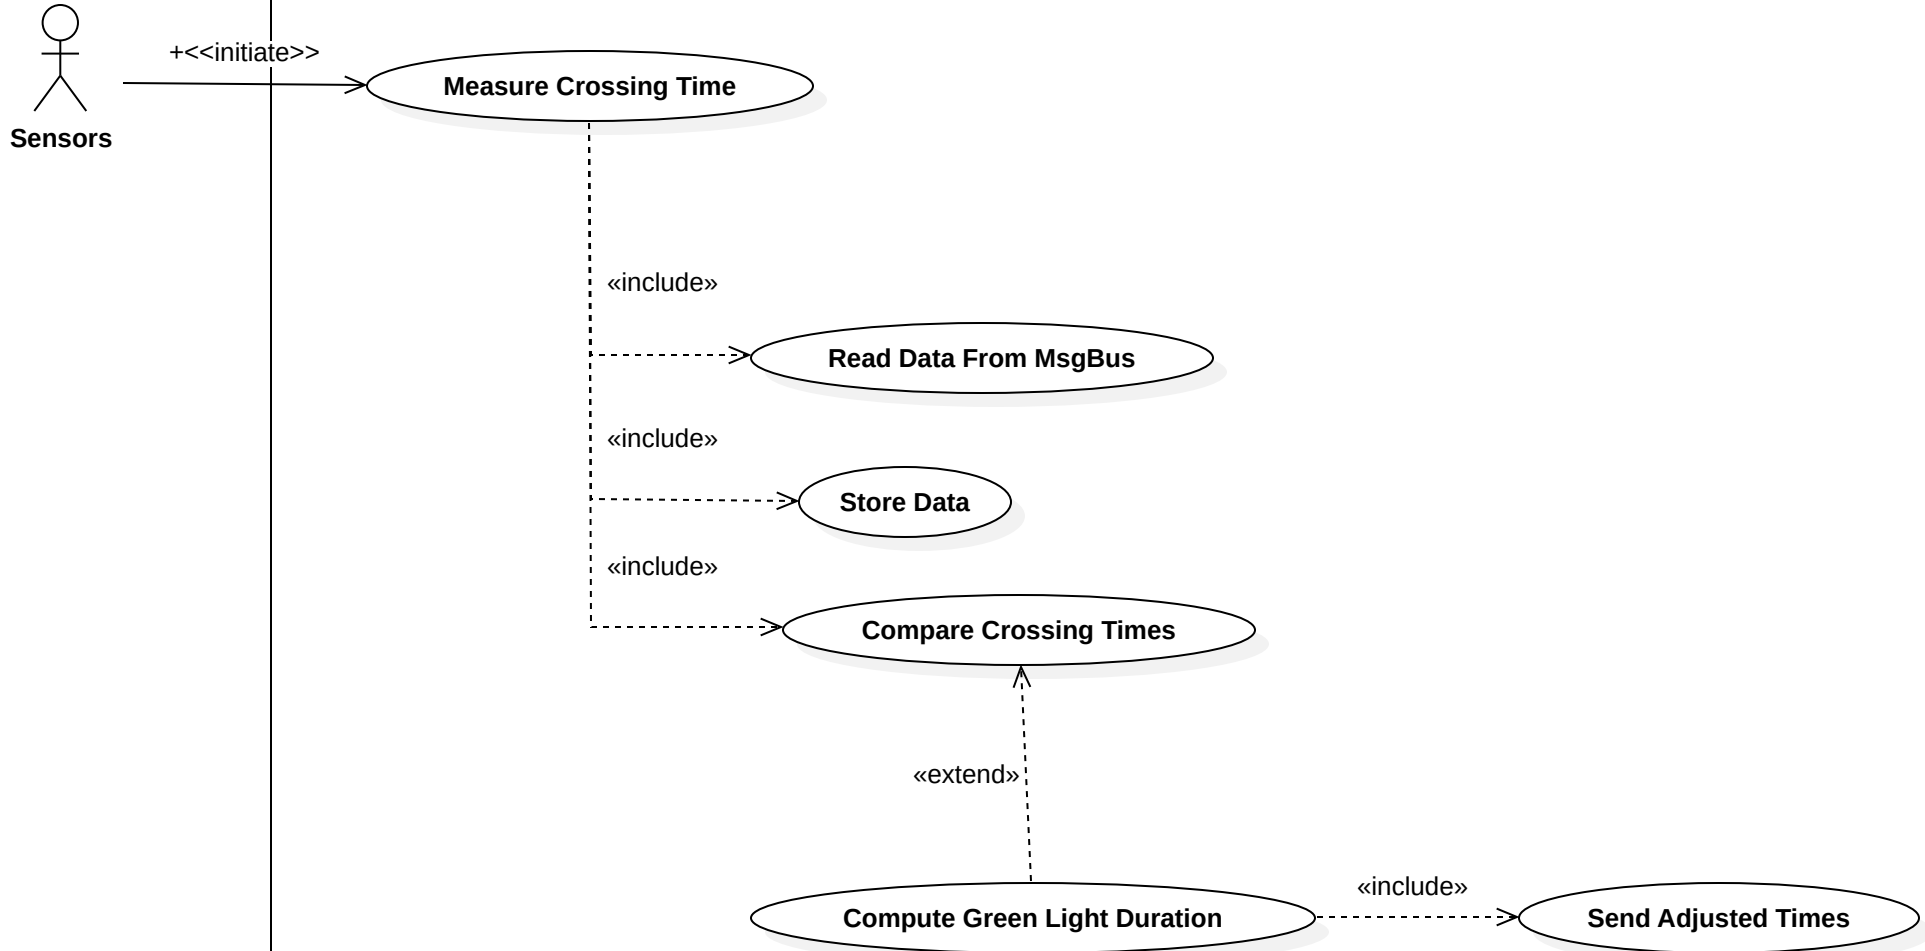 +<<initiate>>
Measure Crossing Time
Sensors
«include»
Read Data From MsgBus
«include»
Store Data
«include»
Compare Crossing Times
«extend»
«include»
Compute Green Light Duration
Send Adjusted Times